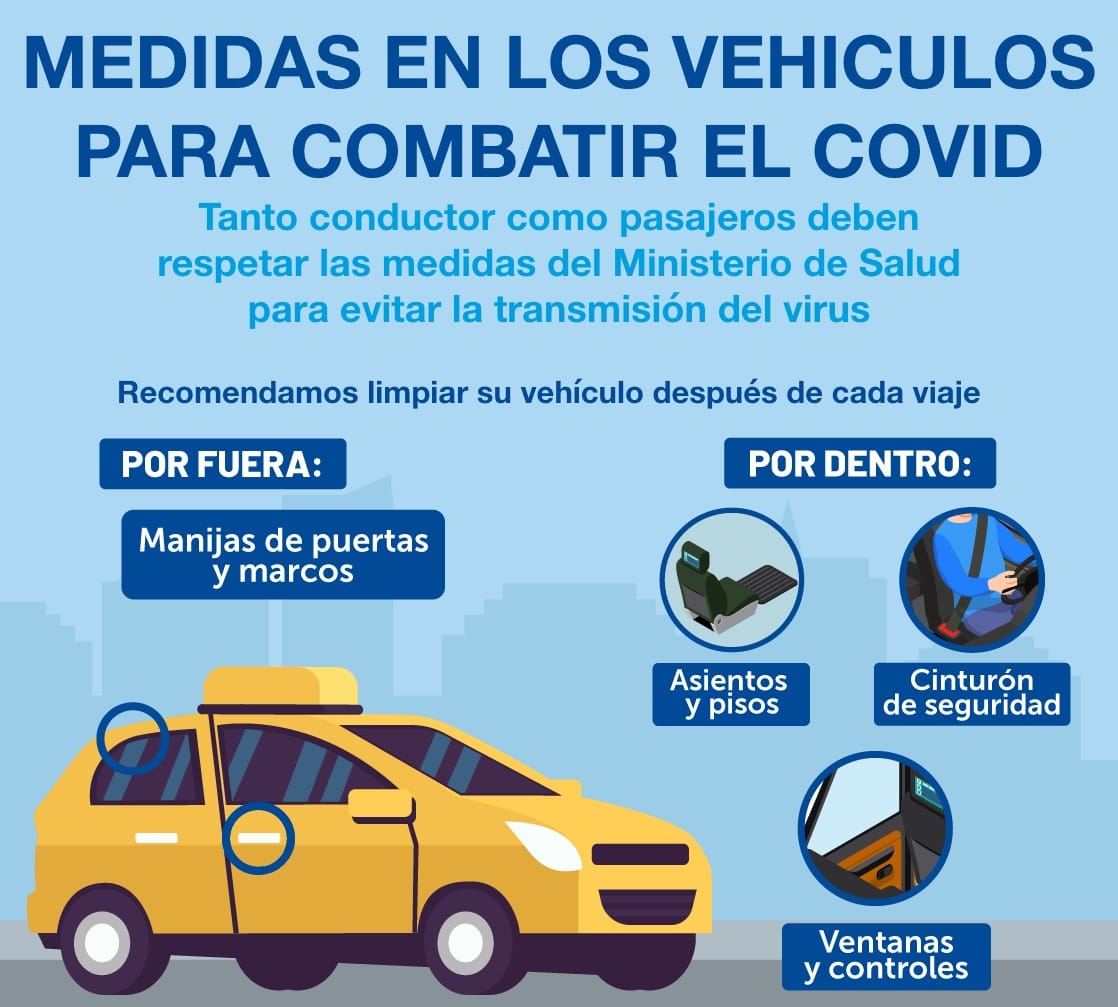 MEDIDAS EN LOS VEHICULOS
PARA COMBATIR EL COVID
Tanto conductor como pasajeros deben
respetar las medidas del Ministerio de Salud
para evitar la transmisión del virus
Recomendamos limpiar su vehículo después de cada viaje
POR FUERA:
Manijas de puertas
y marcos
POR DENTRO:
Asientos
y pisos
Cinturón
de seguridad
Ventanas
y controles